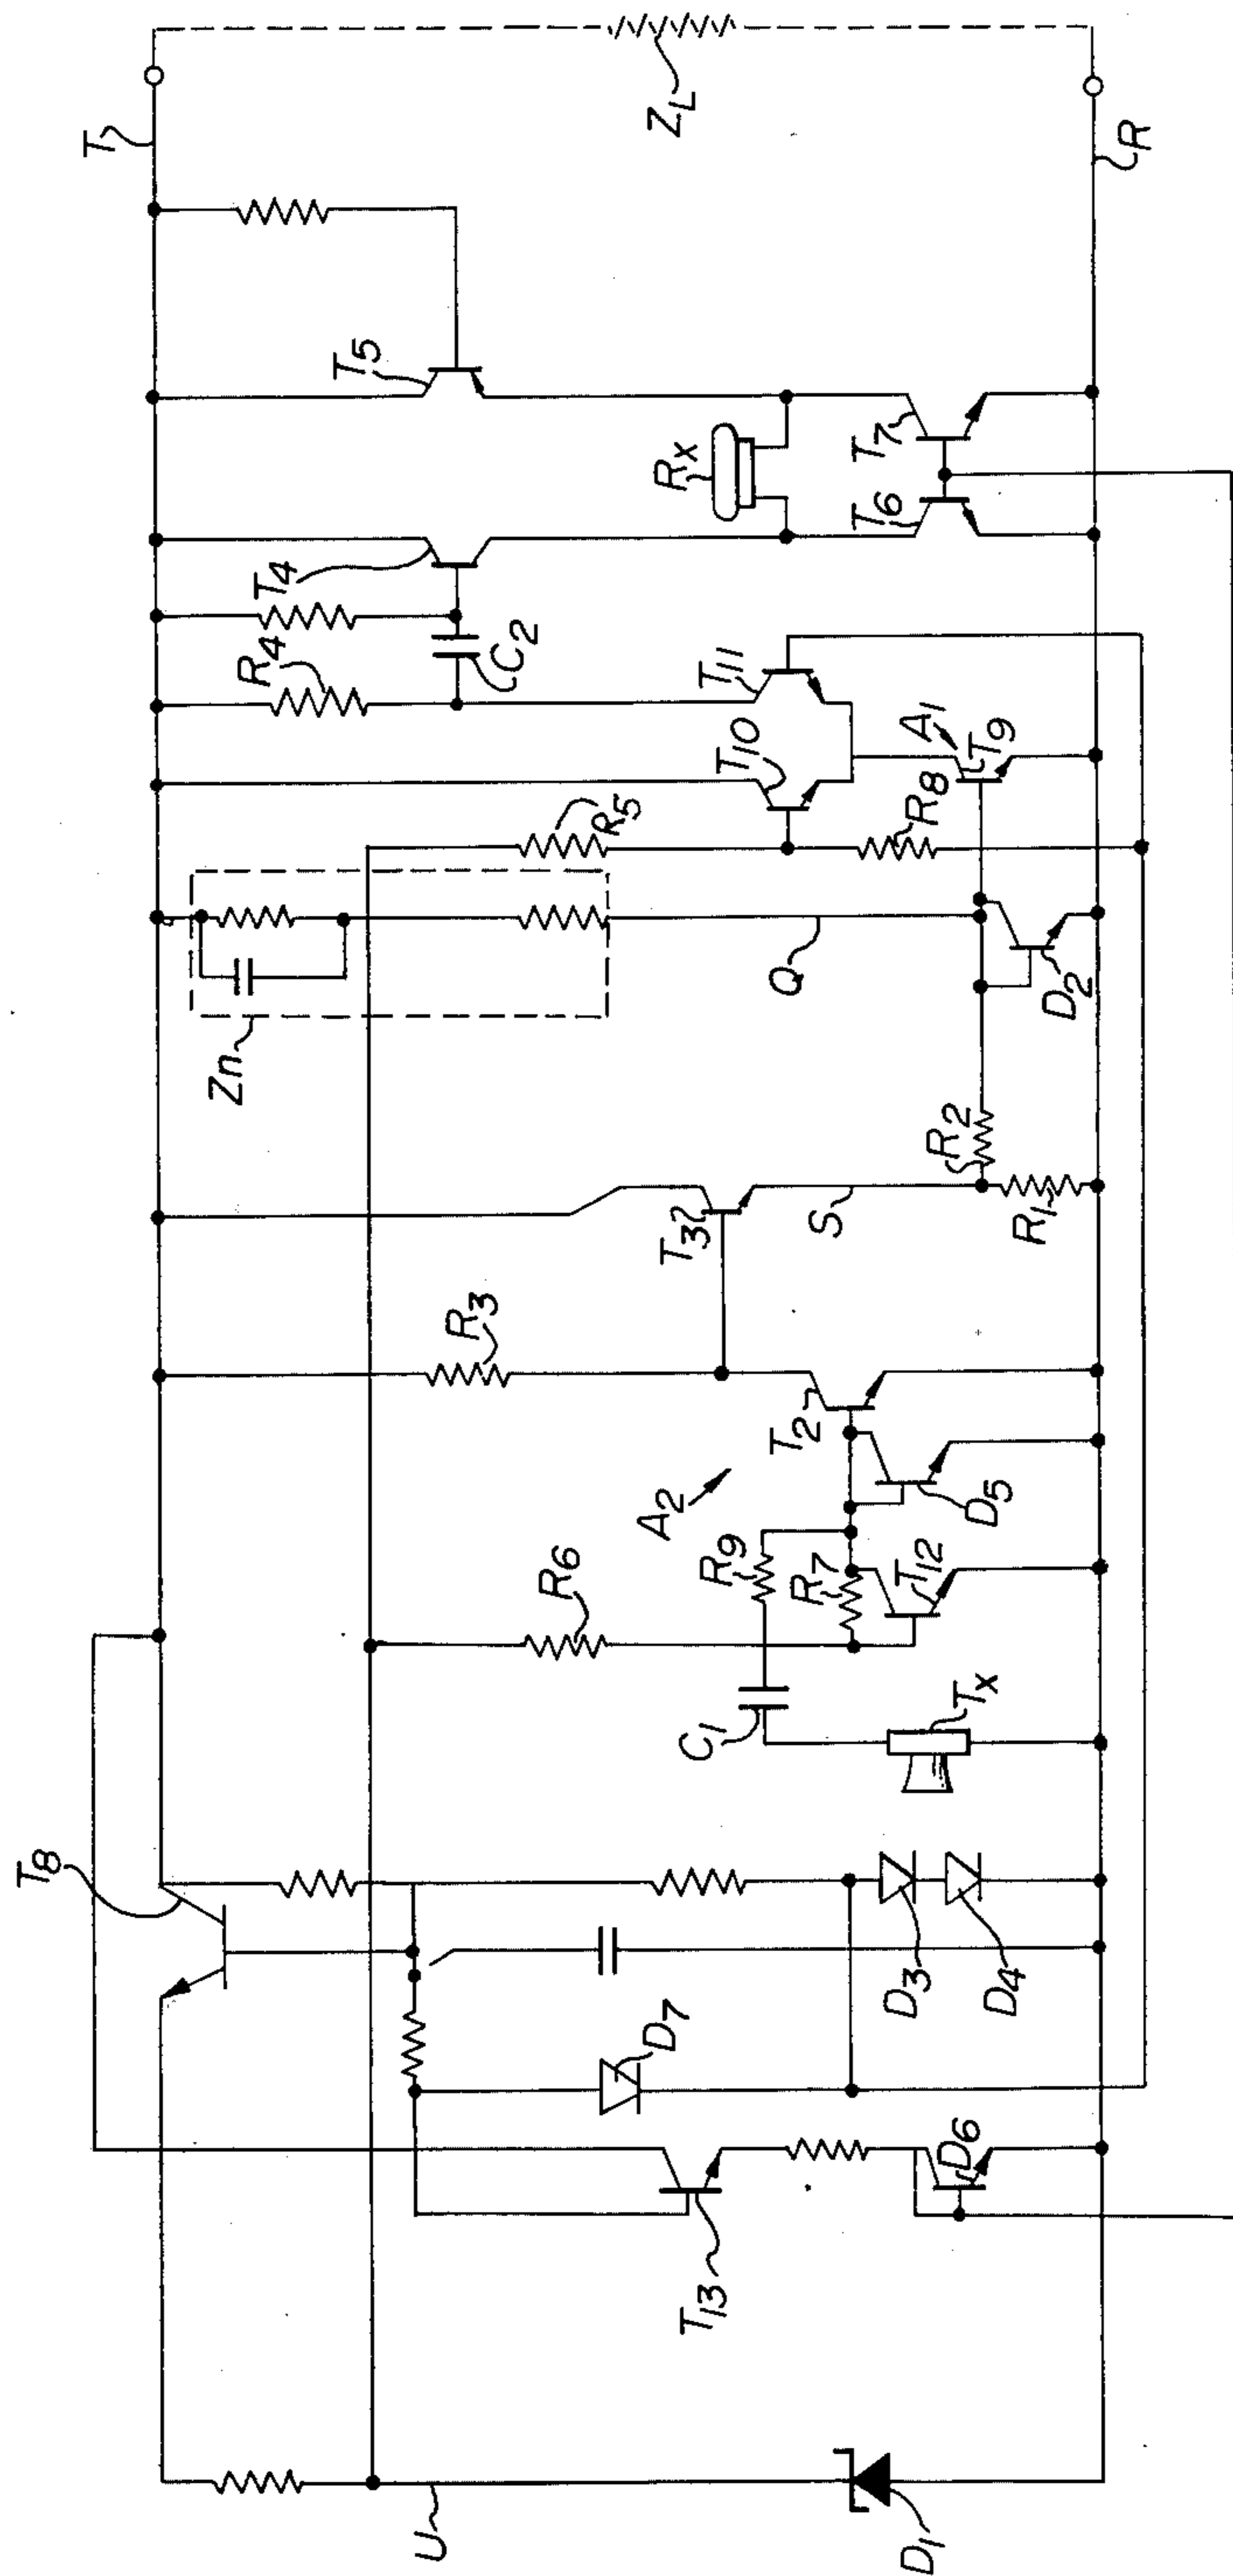 T8
T
R4
T4
T5
ZL
Zn
R3
R5
T10
T11
C2
Rx
U
T13
D7
R6
A2
R9
R7
T12
C1
Tx
T2
D5
T3
S
Q
R2
R1
R8
A1
T9
D2
T6
T7
R
D1
D6
D3
D4